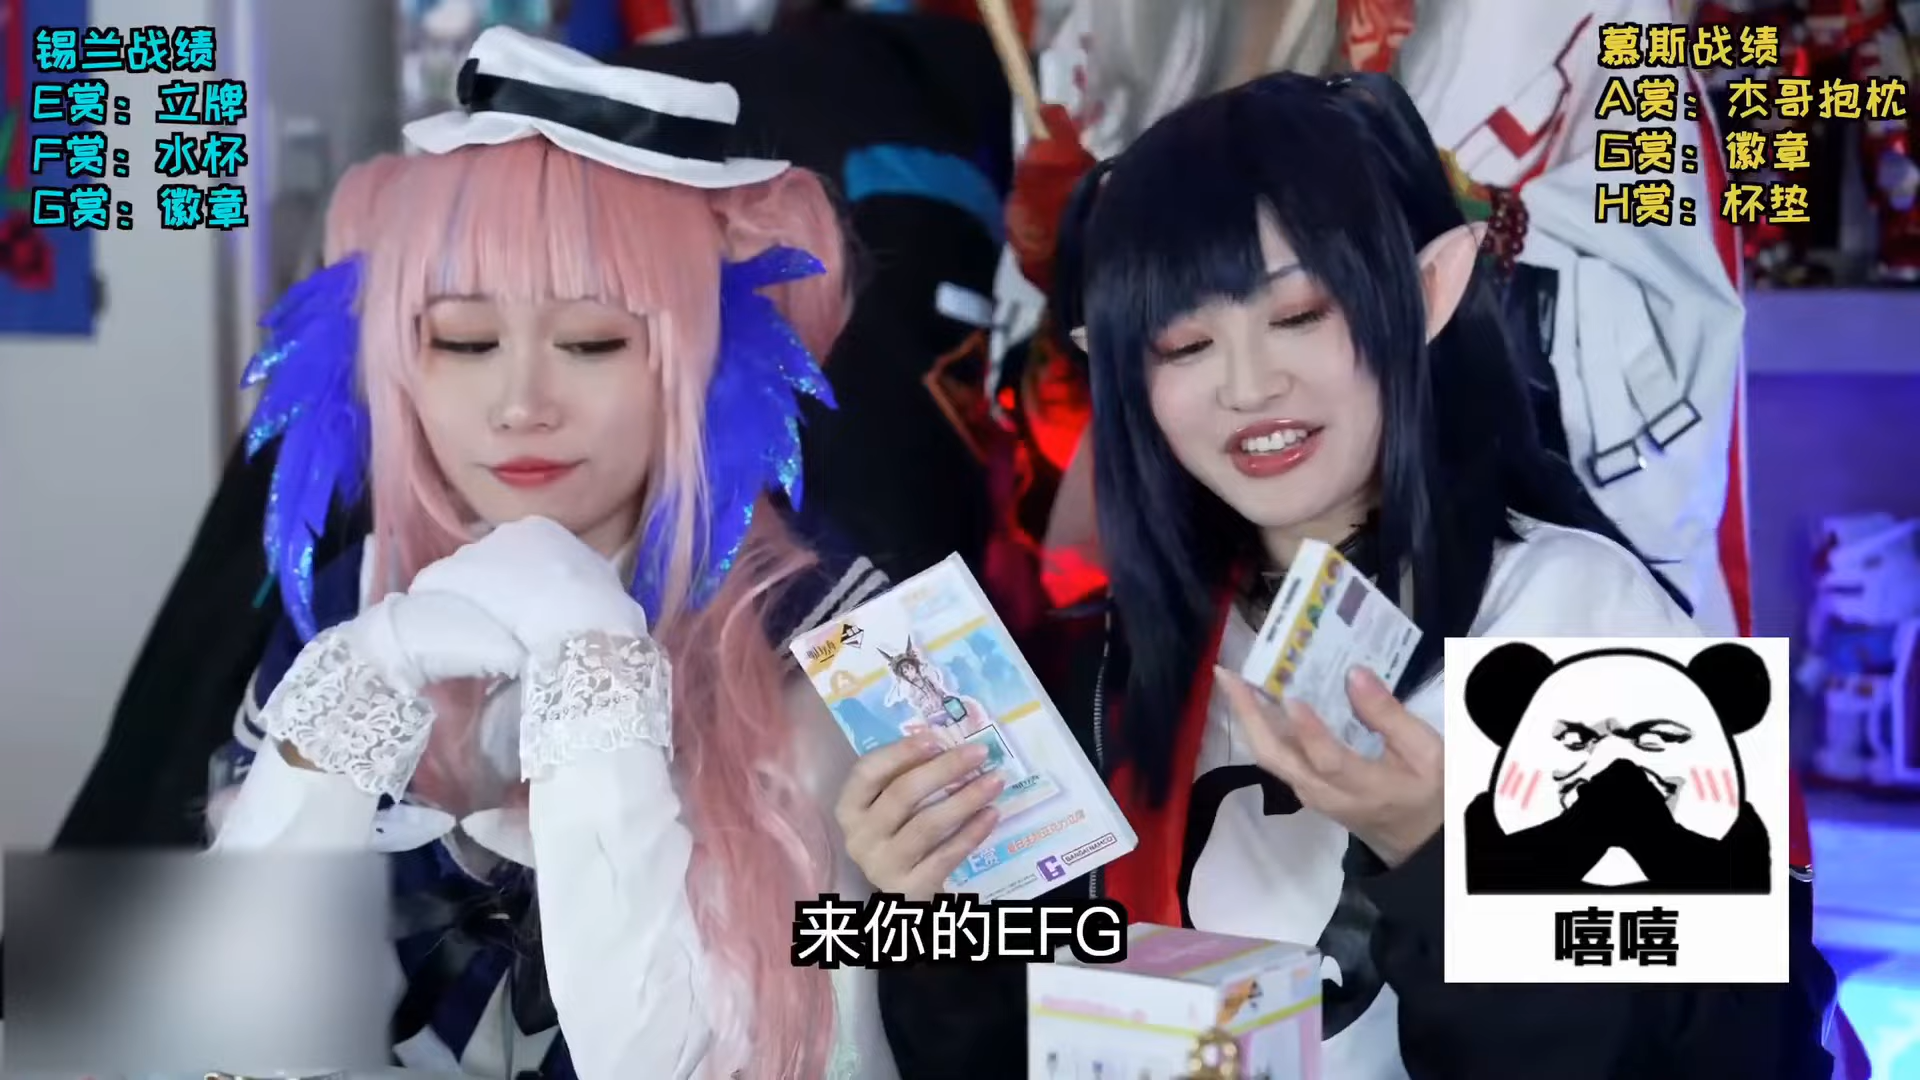 锡兰战绩
E赏：立牌
F赏：水杯
G赏：徽章
慕斯战绩
A赏：杰哥抱枕
G赏：徽章
H赏：杯垫
E赏
BANDAI NAMCO
来你的EFG
嘻嘻